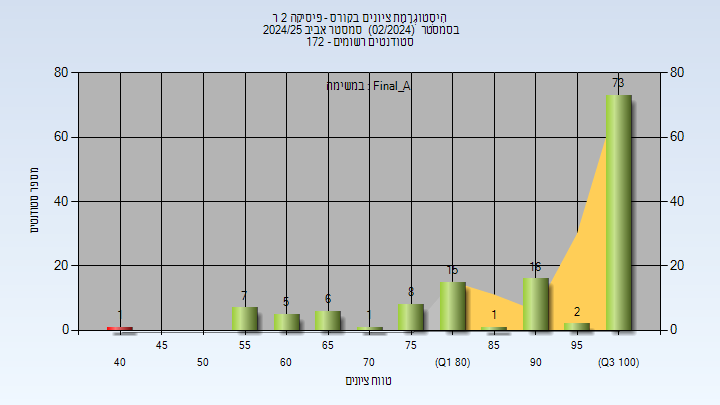 היסטוגרמת ציונים בקורס - פיסיקה 2 ר
בסמסטר (02/2024) סמסטר אביב 2024/25
סטודנטים רשומים - 172
במשימה : Final_A
80 80
60 60
40 40
20 20
0 0
מספר סטודנטים
1 7 5 6 1 8 15 1 16 2 73
40 45 50 55 60 65 70 75 (Q1 80) 85 90 95 (Q3 100)
טווח ציונים